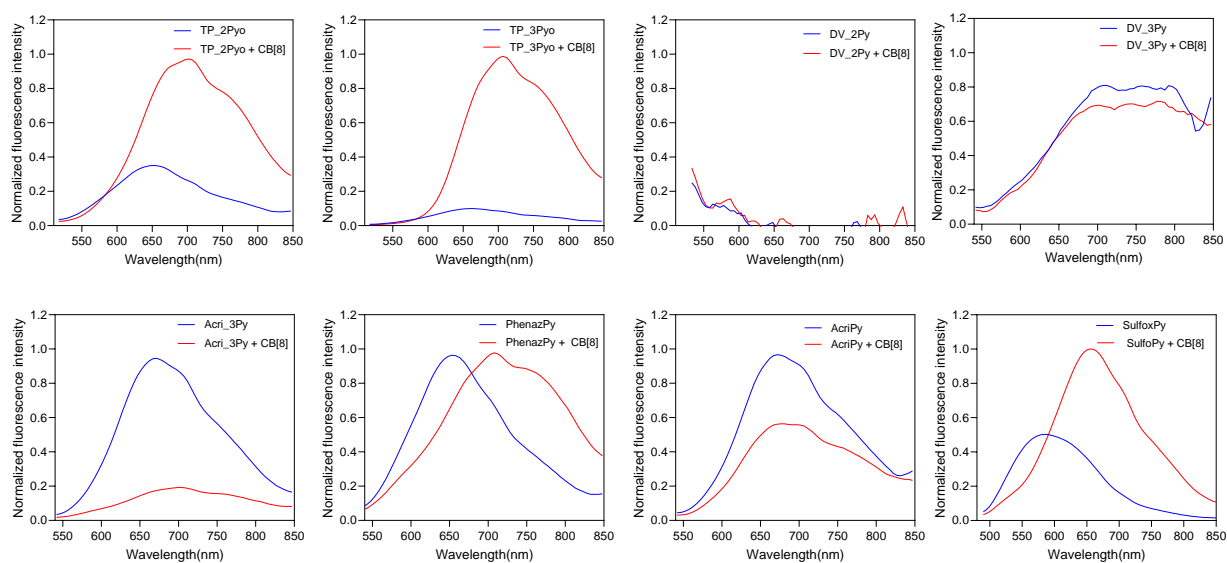 Normalized fluorescence intensity
1.2
1.0
0.8
0.6
0.4
0.2
0.0
TP_2Pyo
TP_2Pyo + CB[8]
550 600 650 700 750 800 850
Wavelength(nm)
Normalized fluorescence intensity
1.2
1.0
0.8
0.6
0.4
0.2
0.0
TP_3Pyo
TP_3Pyo + CB[8]
550 600 650 700 750 800 850
Wavelength(nm)
Normalized fluorescence intensity
1.2
1.0
0.8
0.6
0.4
0.2
0.0
DV_2Py
DV_2Py + CB[8]
550 600 650 700 750 800 850
Wavelength(nm)
Normalized fluorescence intensity
1.2
1.0
0.8
0.6
0.4
0.2
0.0
DV_3Py
DV_3Py + CB[8]
550 600 650 700 750 800 850
Wavelength(nm)
Normalized fluorescence intensity
1.2
1.0
0.8
0.6
0.4
0.2
0.0
Acri_3Py
Acri_3Py + CB[8]
550 600 650 700 750 800 850
Wavelength(nm)
Normalized fluorescence intensity
1.2
1.0
0.8
0.6
0.4
0.2
0.0
PhenazPy
PhenazPy + CB[8]
550 600 650 700 750 800 850
Wavelength(nm)
Normalized fluorescence intensity
1.2
1.0
0.8
0.6
0.4
0.2
0.0
AcriPy
AcriPy + CB[8]
550 600 650 700 750 800 850
Wavelength(nm)
Normalized fluorescence intensity
1.2
1.0
0.8
0.6
0.4
0.2
0.0
SulfoxPy
SulfoPy + CB[8]
500 550 600 650 700 750 800 850
Wavelength(nm)